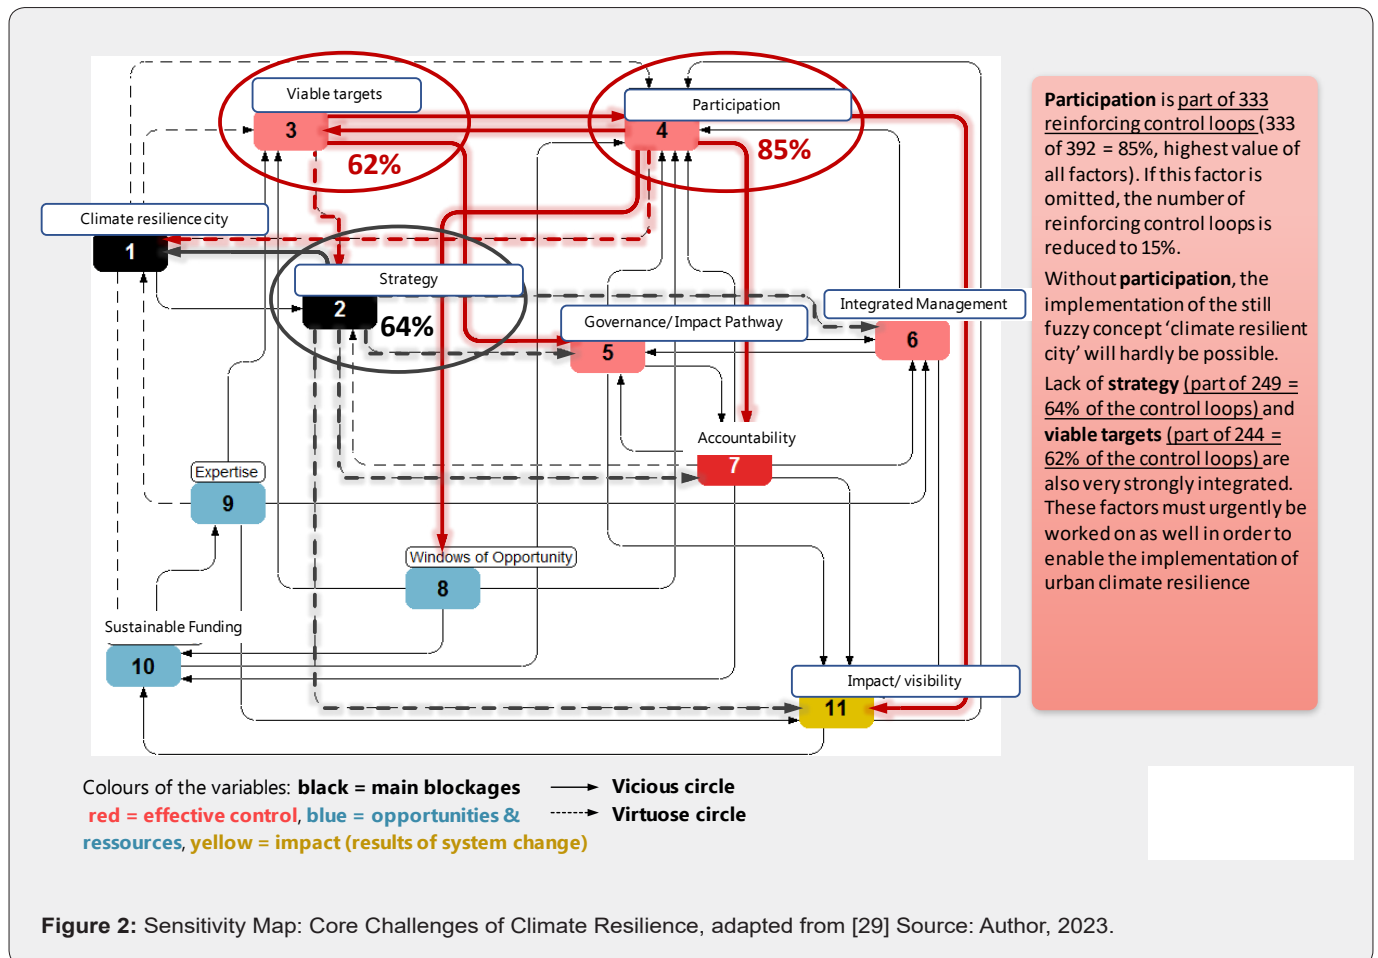 Viable targets
3
62%
Participation
4
85%
Climate resilience city
1
Strategy
2
64%
Governance/ Impact Pathway
5
Integrated Management
6
Accountability
7
Expertise
9
Windows of Opportunity
8
Sustainable Funding
10
Impact/ visibility
11
Participation is part of 333
reinforcing control loops (333
of 392 = 85%, highest value of
all factors). If this factor is
omitted, the number of
reinforcing control loops is
reduced to 15%.
Without participation, the
implementation of the still
fuzzy concept ‘climate resilient
city’ will hardly be possible.
Lack of strategy (part of 249 =
64% of the control loops) and
viable targets (part of 244 =
62% of the control loops) are
also very strongly integrated.
These factors must urgently be
worked on as well in order to
enable the implementation of
urban climate resilience
Colours of the variables: black = main blockages
red = effective control, blue = opportunities &
ressources, yellow = impact (results of system change)
Vicious circle
Virtuose circle
Figure 2: Sensitivity Map: Core Challenges of Climate Resilience, adapted from [29] Source: Author, 2023.